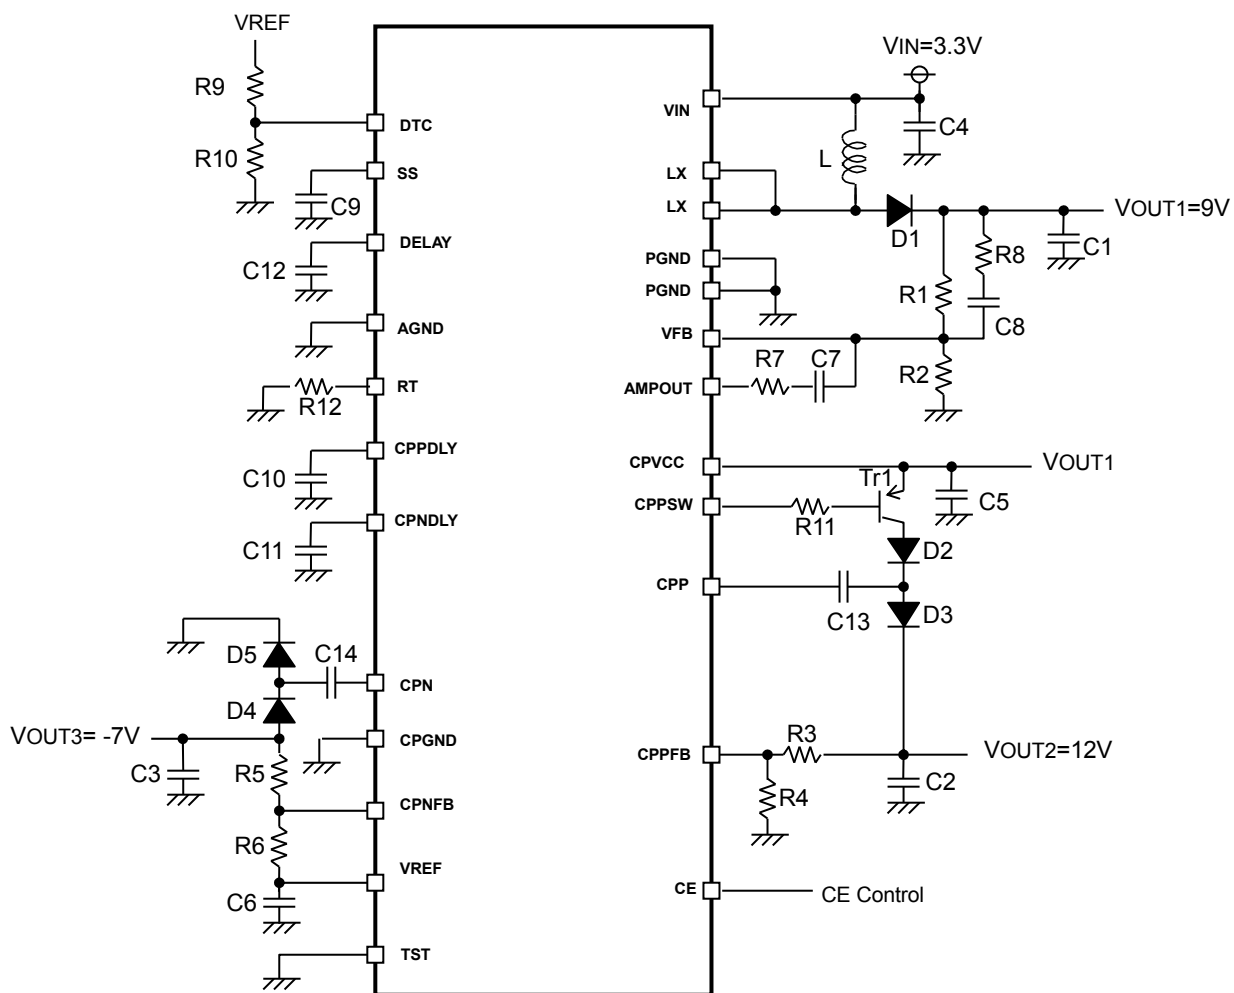 VREF
VIN=3.3V
R9
VIN
C4
DTC
R10
L
SS
LX
C9
LX
VOUT1=9V
D1
C1
DELAY
R8
C12
PGND
R1
PGND
C8
AGND
VFB
R7
C7
R2
RT
AMPOUT
R12
CPPDLY
CPVCC
VOUT1
C10
Tr1
C5
CPPSW
CPNDLY
R11
C11
D2
CPP
C13
D3
D5
C14
CPN
D4
VOUT3= -7V
CPGND
R3
CPPFB
VOUT2=12V
C3
R5
C2
R4
CPNFB
R6
VREF
CE
CE Control
C6
TST